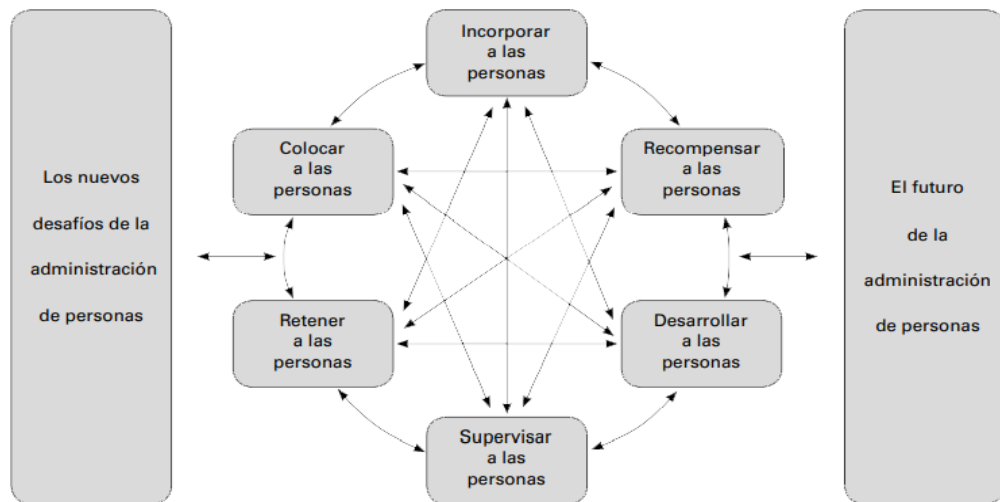 Los nuevos
desafíos de la
administración
de personas
Incorporar
a las
personas
Colocar
a las
personas
Recompensar
a las
personas
Retener
a las
personas
Desarrollar
a las
personas
Supervisar
a las
personas
El futuro
de la
administración
de personas